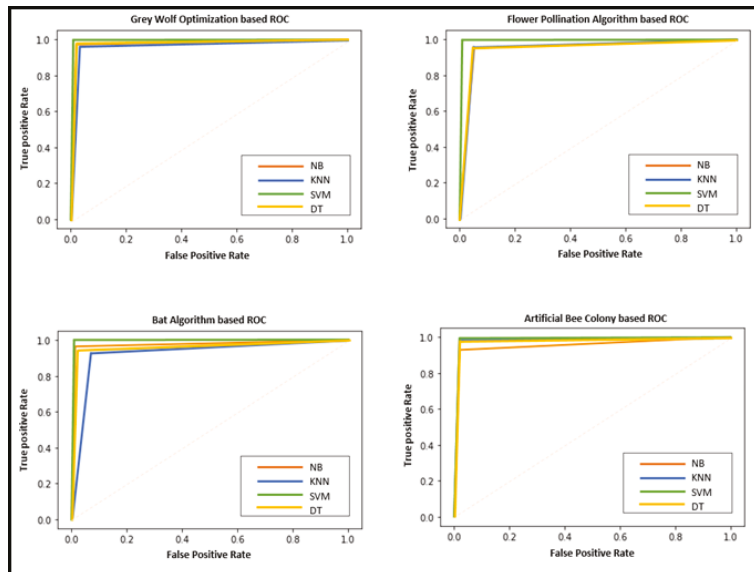 Grey Wolf Optimization based ROC
1.0
0.8
0.6
0.4
0.2
0.0
True positive Rate
NB
KNN
SVM
DT
0.0 0.2 0.4 0.6 0.8 1.0
False Positive Rate
Flower Pollination Algorithm based ROC
1.0
0.8
0.6
0.4
0.2
0.0
True positive Rate
NB
KNN
SVM
DT
0.0 0.2 0.4 0.6 0.8 1.0
False Positive Rate
Bat Algorithm based ROC
1.0
0.8
0.6
0.4
0.2
0.0
True positive Rate
NB
KNN
SVM
DT
0.0 0.2 0.4 0.6 0.8 1.0
False Positive Rate
Artificial Bee Colony based ROC
1.0
0.8
0.6
0.4
0.2
0.0
True positive Rate
NB
KNN
SVM
DT
0.0 0.2 0.4 0.6 0.8 1.0
False Positive Rate